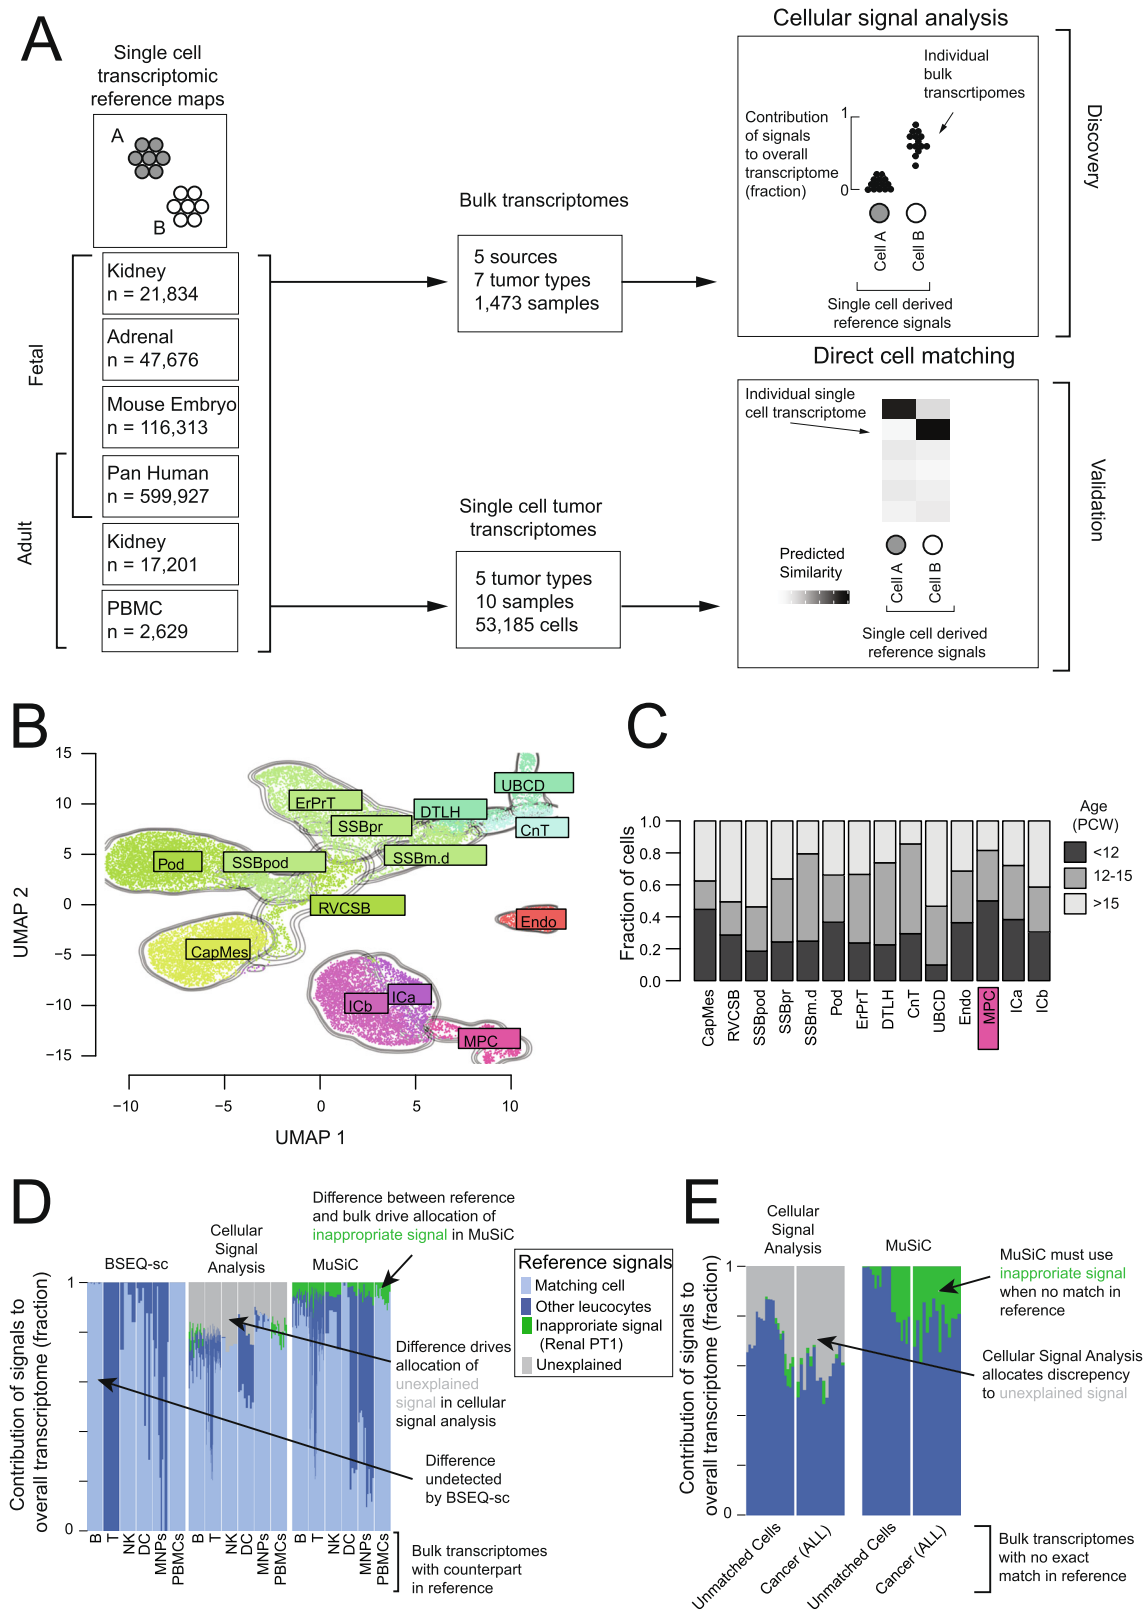 A
Single cell
transcriptomic
reference maps
A
B
Fetal
Adult
Kidney
n = 21,834
Adrenal
n = 47,676
Mouse Embryo
n = 116,313
Pan Human
n = 599,927
Kidney
n = 17,201
PBMC
n = 2,629
Bulk transcriptomes
5 sources
7 tumor types
1,473 samples
Single cell tumor
transcriptomes
5 tumor types
10 samples
53,185 cells
Cellular signal analysis
Individual
bulk
transcrtipomes
Contribution
of signals
to overall
transcriptome
(fraction)
1
0
Cell A
Cell B
Single cell derived
reference signals
Discovery
Direct cell matching
Individual single
cell transcriptome
Predicted
Similarity
Cell A
Cell B
Single cell derived
reference signals
Validation
B
UMAP 2
15
10
5
0
−5
−10
−15
ErPrT
SSBpr
DTLH
UBCD
CnT
SSBm.d
Pod
SSBpod
RVCSB
Endo
CapMes
ICb
ICa
MPC
−10
−5
0
5
10
UMAP 1
C
Fraction of cells
1.0
0.8
0.6
0.4
0.2
0.0
CapMes
RVCSB
SSBpod
SSBpr
SSBm.d
Pod
ErPrT
DTLH
CnT
UBCD
Endo
MPC
ICa
ICb
Age
(PCW)
<12
12-15
>15
D
Difference between reference
and bulk drive allocation of
inappropriate signal in MuSiC
BSEQ-sc
Cellular
Signal
Analysis
MuSiC
Contribution of signals to
overall transcriptome (fraction)
1
0
B
T
NK
DC
MNPs
PBMCs
B
T
NK
DC
MNPs
PBMCs
B
T
NK
DC
MNPs
PBMCs
Reference signals
Matching cell
Other leucocytes
Inapproriate signal
(Renal PT1)
Unexplained
Difference drives
allocation of
unexplained
signal in cellular
signal analysis
Difference
undetected
by BSEQ-sc
Bulk transcriptomes
with counterpart
in reference
E
Cellular
Signal
Analysis
MuSiC
Contribution of signals to
overall transcriptome (fraction)
1
0
Unmatched Cells
Cancer (ALL)
Unmatched Cells
Cancer (ALL)
MuSiC must use
inapproriate signal
when no match in
reference
Cellular Signal Analysis
allocates discrepency
to unexplained signal
Bulk transcriptomes
with no exact
match in reference